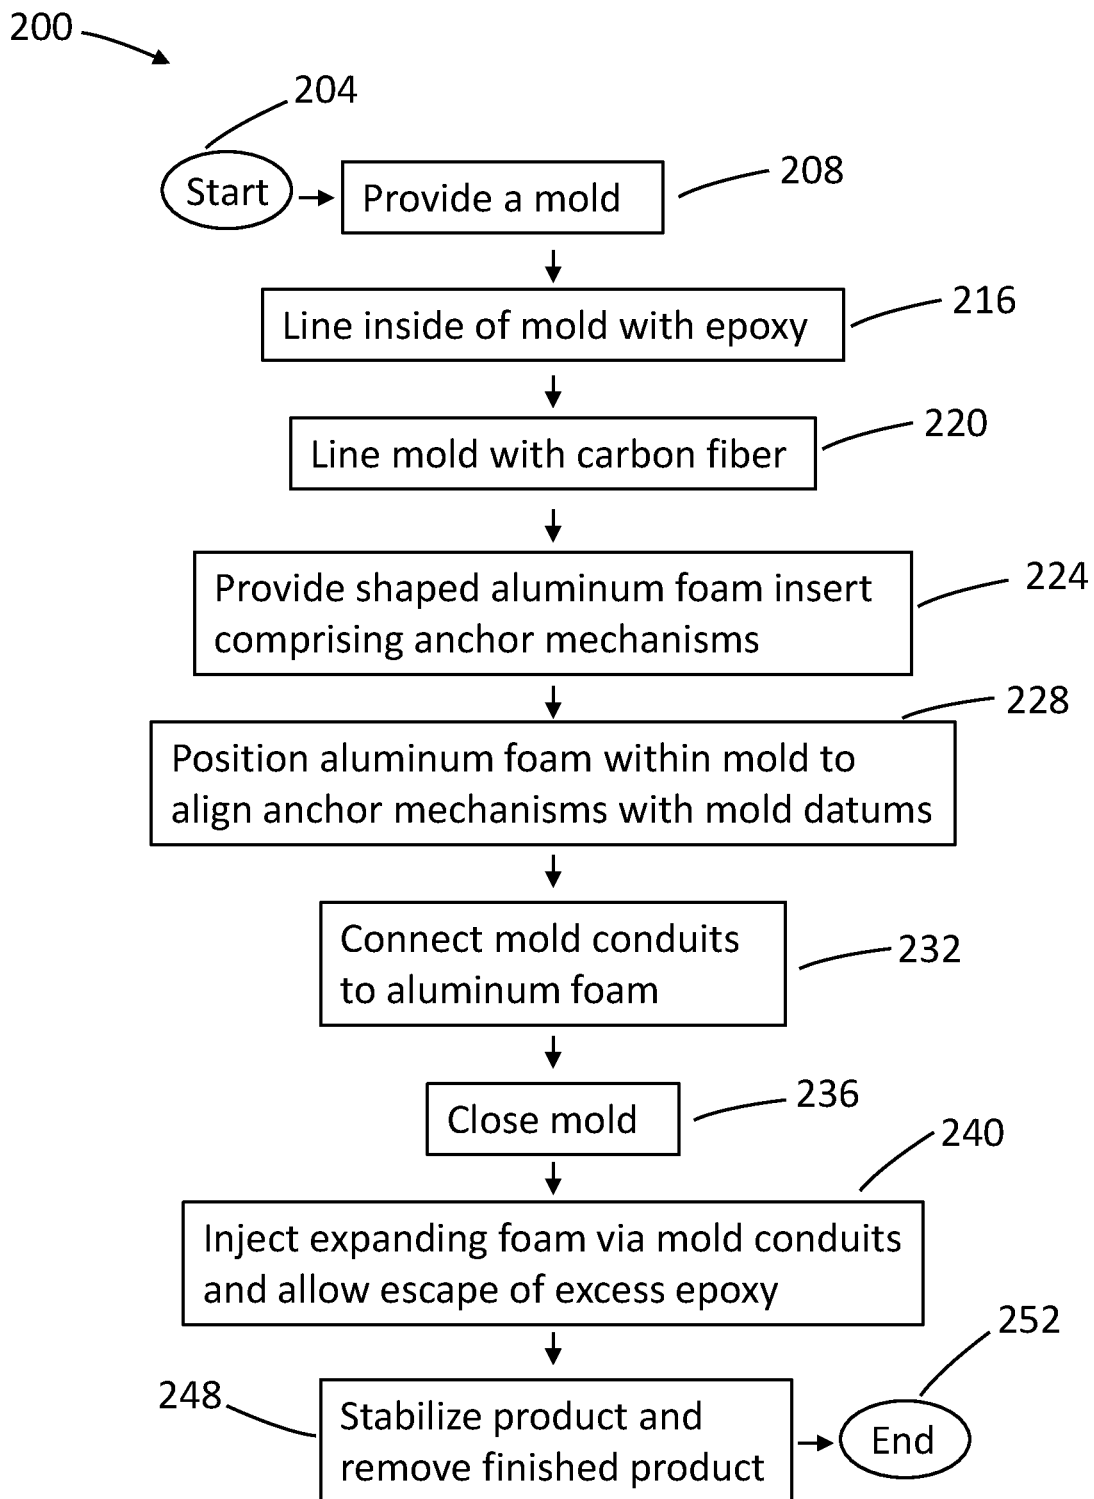 200
204
Start
Provide a mold
208
Line inside of mold with epoxy
216
Line mold with carbon fiber
220
Provide shaped aluminum foam insert
comprising anchor mechanisms
224
228
Position aluminum foam within mold to
align anchor mechanisms with mold datums
Connect mold conduits
to aluminum foam
232
Close mold
236
240
Inject expanding foam via mold conduits
and allow escape of excess epoxy
252
248
Stabilize product and
remove finished product
End